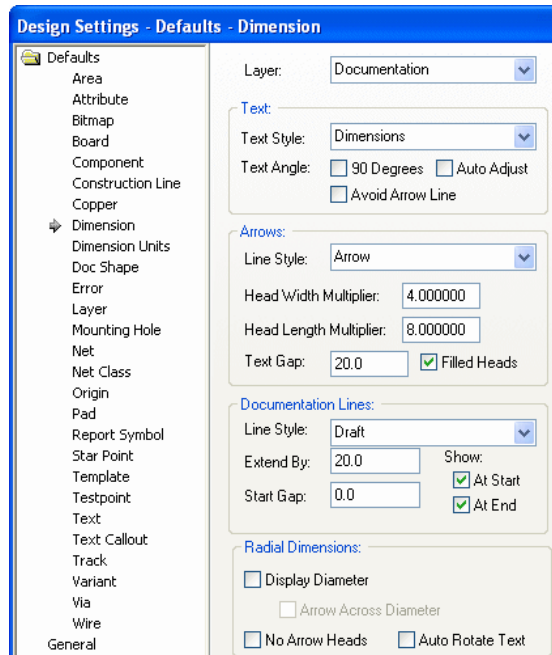 Design Settings - Defaults - Dimension
Defaults
Area
Attribute
Bitmap
Board
Component
Construction Line
Copper
Dimension
Dimension Units
Doc Shape
Error
Layer
Mounting Hole
Net
Net Class
Origin
Pad
Report Symbol
Star Point
Template
Testpoint
Text
Text Callout
Track
Variant
Via
Wire
General
Layer: Documentation
Text:
Text Style: Dimensions
Text Angle: 90 Degrees Auto Adjust
Avoid Arrow Line
Arrows:
Line Style: Arrow
Head Width Multiplier: 4.000000
Head Length Multiplier: 8.000000
Text Gap: 20.0 Filled Heads
Documentation Lines:
Line Style: Draft
Extend By: 20.0 Show:
At Start
Start Gap: 0.0
At End
Radial Dimensions:
Display Diameter
Arrow Across Diameter
No Arrow Heads Auto Rotate Text